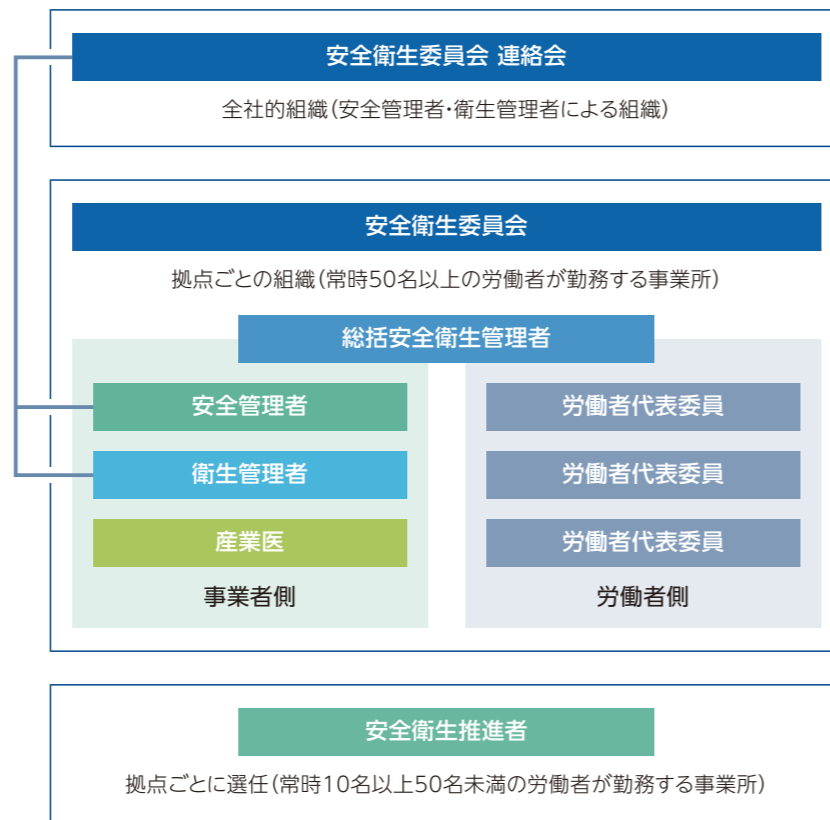 安全衛生委員会 連絡会
全社的組織(安全管理者・衛生管理者による組織)
安全衛生委員会
拠点ごとの組織(常時50名以上の労働者が勤務する事業所)
総括安全衛生管理者
安全管理者
衛生管理者
産業医
事業者側
労働者代表委員
労働者代表委員
労働者代表委員
労働者側
安全衛生推進者
拠点ごとに選任(常時10名以上50名未満の労働者が勤務する事業所)